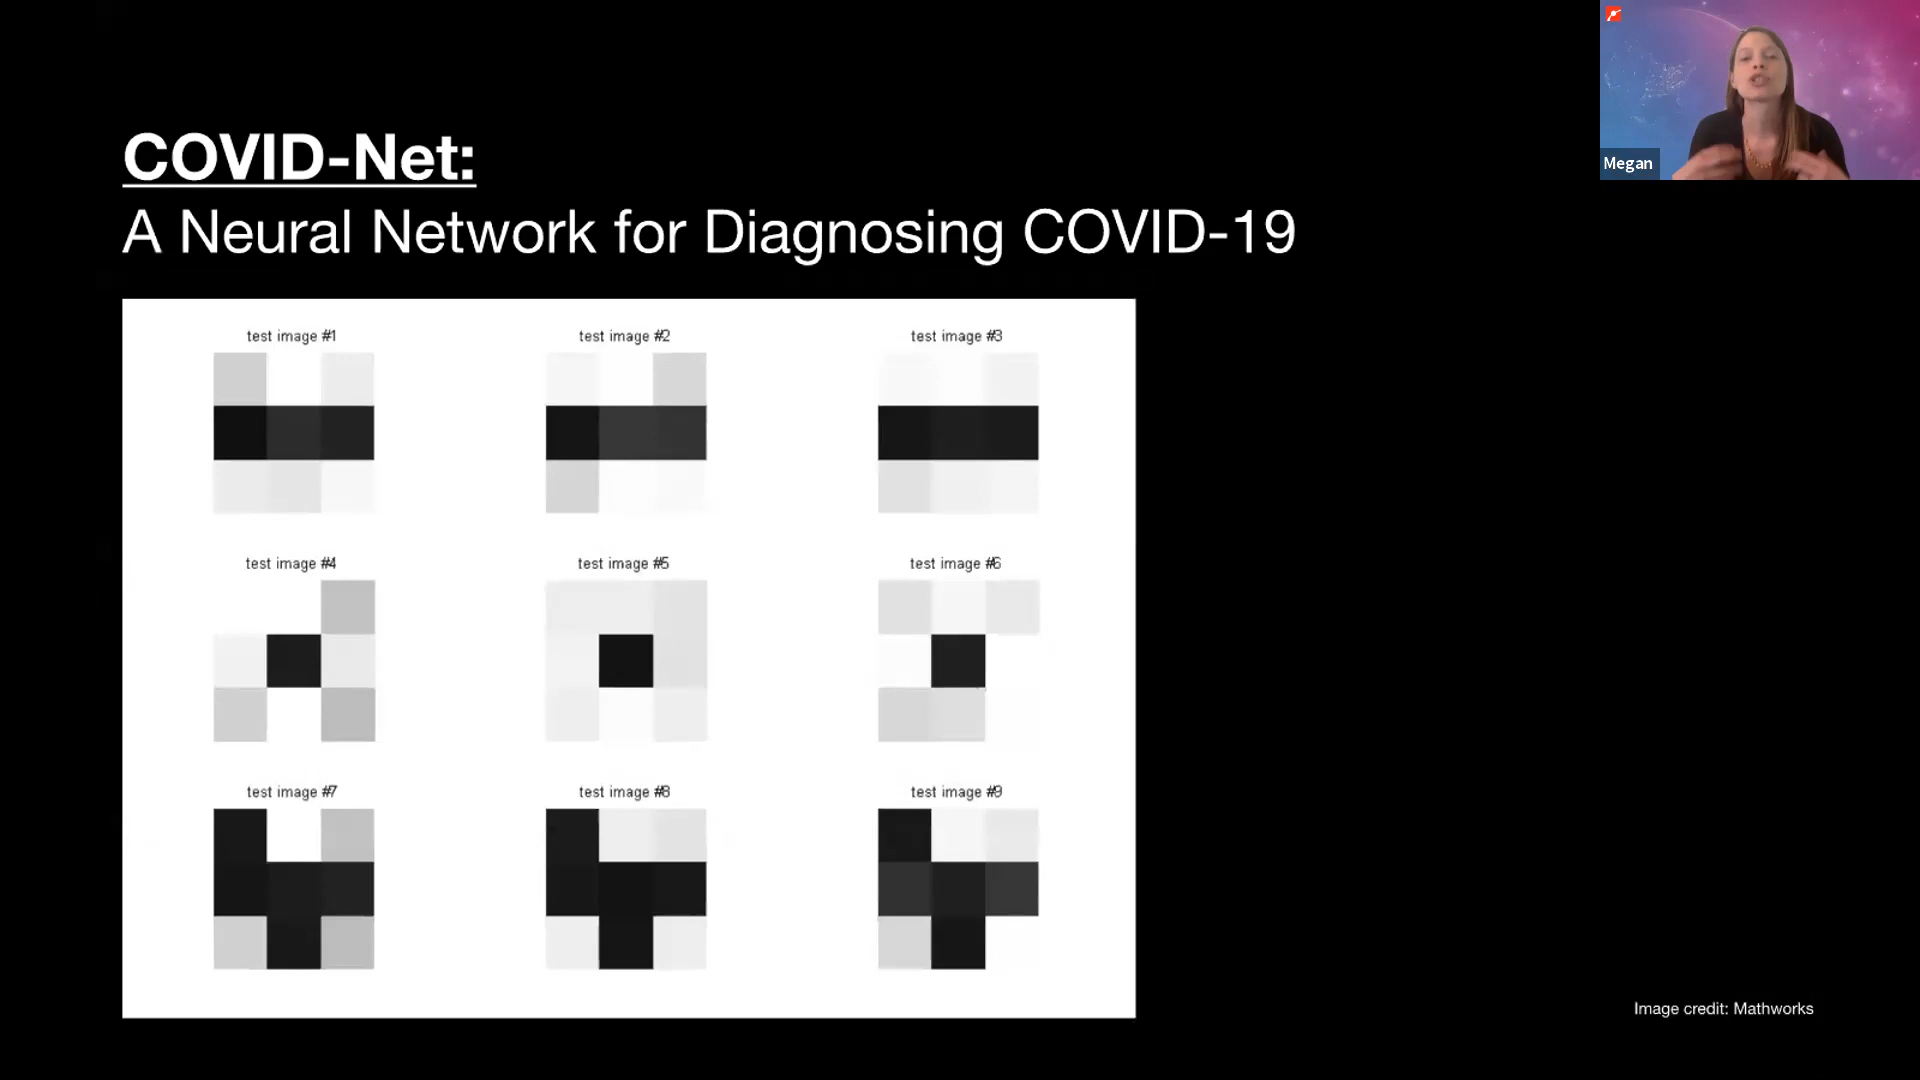 COVID-Net:
A Neural Network for Diagnosing COVID-19
Megan
test image #1
test image #2
test image #3
test image #4
test image #5
test image #6
test image #7
test image #8
test image #9
Image credit: Mathworks